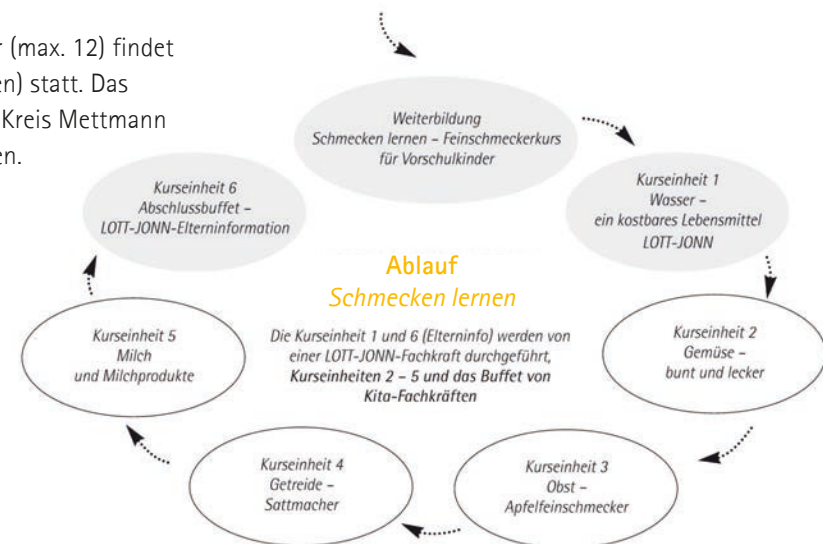 (max. 12) findet
en) statt. Das
Kreis Mettmann
en.
Weiterbildung
Schmecken lernen – Feinschmeckerkurs
für Vorschulkinder
Kurseinheit 1
Wasser –
ein kostbares Lebensmittel
LOTT-JONN
Kurseinheit 2
Gemüse –
bunt und lecker
Kurseinheit 3
Obst –
Apfelfeinschmecker
Kurseinheit 4
Getreide –
Sattmacher
Kurseinheit 5
Milch
und Milchprodukte
Kurseinheit 6
Abschlussbuffet –
LOTT-JONN-Elterninformation
Ablauf
Schmecken lernen
Die Kurseinheit 1 und 6 (Elterninfo) werden von
einer LOTT-JONN-Fachkraft durchgeführt,
Kurseinheiten 2 – 5 und das Buffet von
Kita-Fachkräften